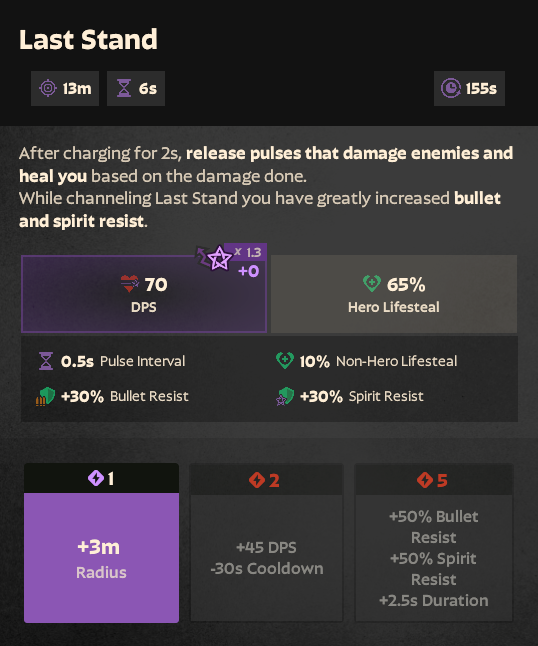 Last Stand
13m 6s 155s
After charging for 2s, release pulses that damage enemies and
heal you based on the damage done.
While channeling Last Stand you have greatly increased bullet
and spirit resist.
x 1.3
+0
70
DPS
65%
Hero Lifesteal
0.5s Pulse Interval
10% Non-Hero Lifesteal
+30% Bullet Resist
+30% Spirit Resist
1
+3m
Radius
2
+45 DPS
-30s Cooldown
5
+50% Bullet
Resist
+50% Spirit
Resist
+2.5s Duration